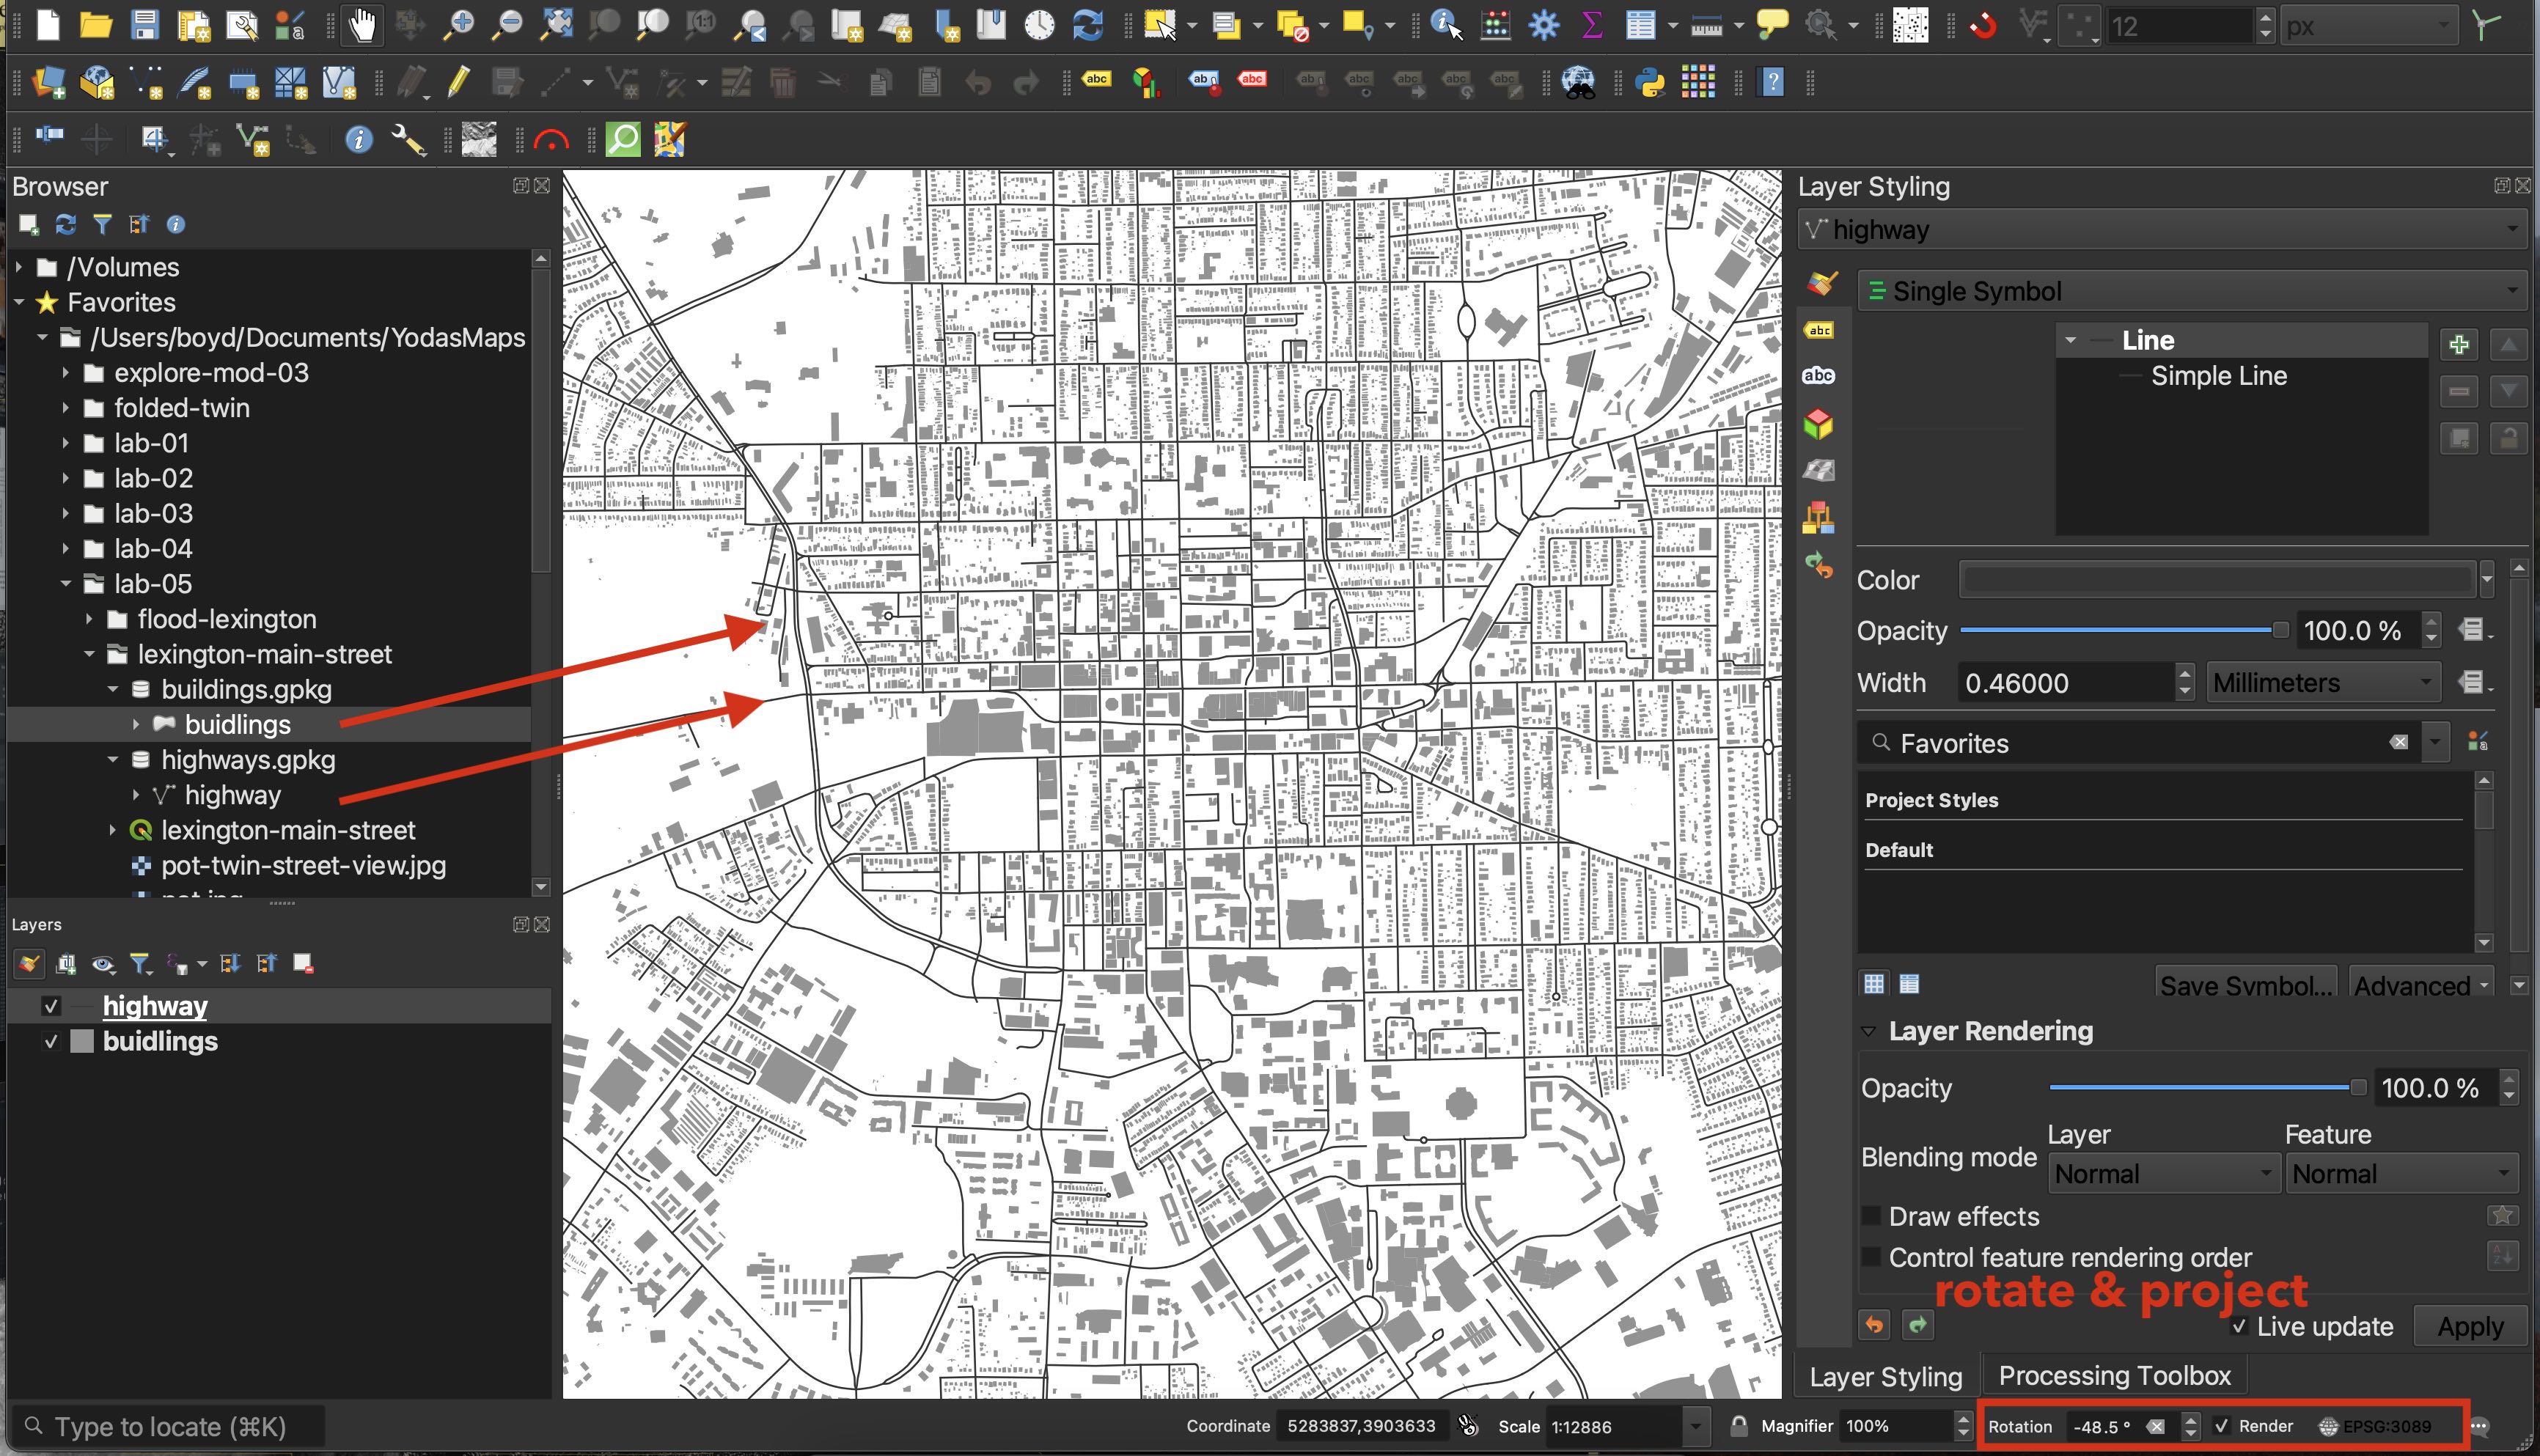 12
px
abc
ab
abc
Browser
/Volumes
Favorites
/Users/boyd/Documents/YodasMaps
explore-mod-03
folded-twin
lab-01
lab-02
lab-03
lab-04
lab-05
flood-lexington
lexington-main-street
buildings.gpkg
buidlings
highways.gpkg
highway
lexington-main-street
pot-twin-street-view.jpg
Layers
highway
buidlings
Layer Styling
highway
Single Symbol
abc
abc
Line
Simple Line
Color
Opacity 100.0 %
Width 0.46000 Millimeters
Favorites
Project Styles
Default
Save Symbol... Advanced
Layer Rendering
Opacity 100.0 %
Layer Feature
Blending mode Normal Normal
Draw effects
Control feature rendering order
rotate & project
Live update Apply
Layer Styling Processing Toolbox
Type to locate (⌘K)
Coordinate 5283837,3903633 Scale 1:12886 Magnifier 100% Rotation -48.5 ° Render EPSG:3089